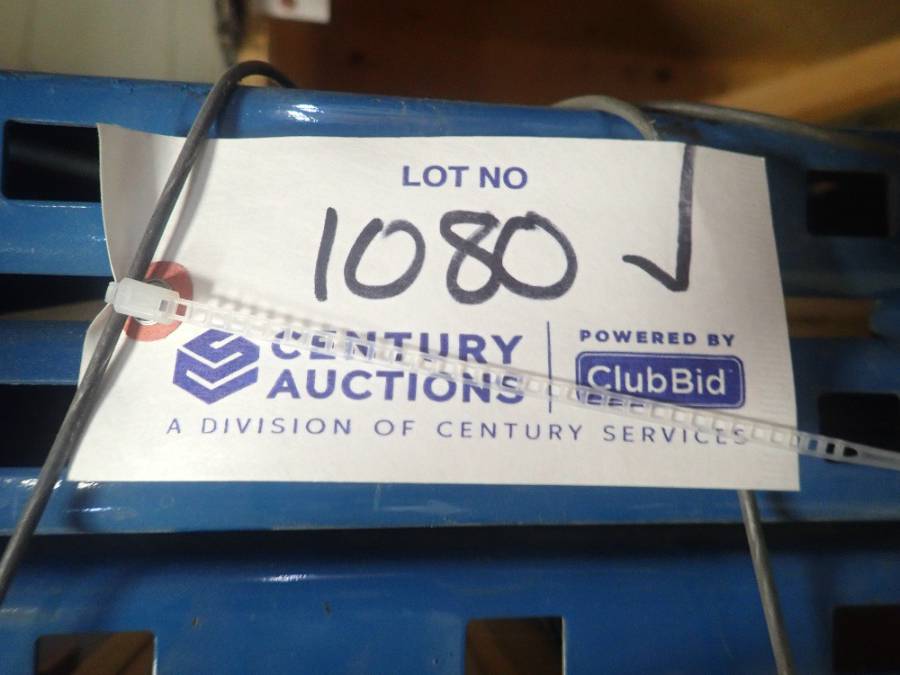 LOT NO
1080 ✓
CENTURY
AUCTIONS
POWERED BY
ClubBid
A DIVISION OF CENTURY SERVICES